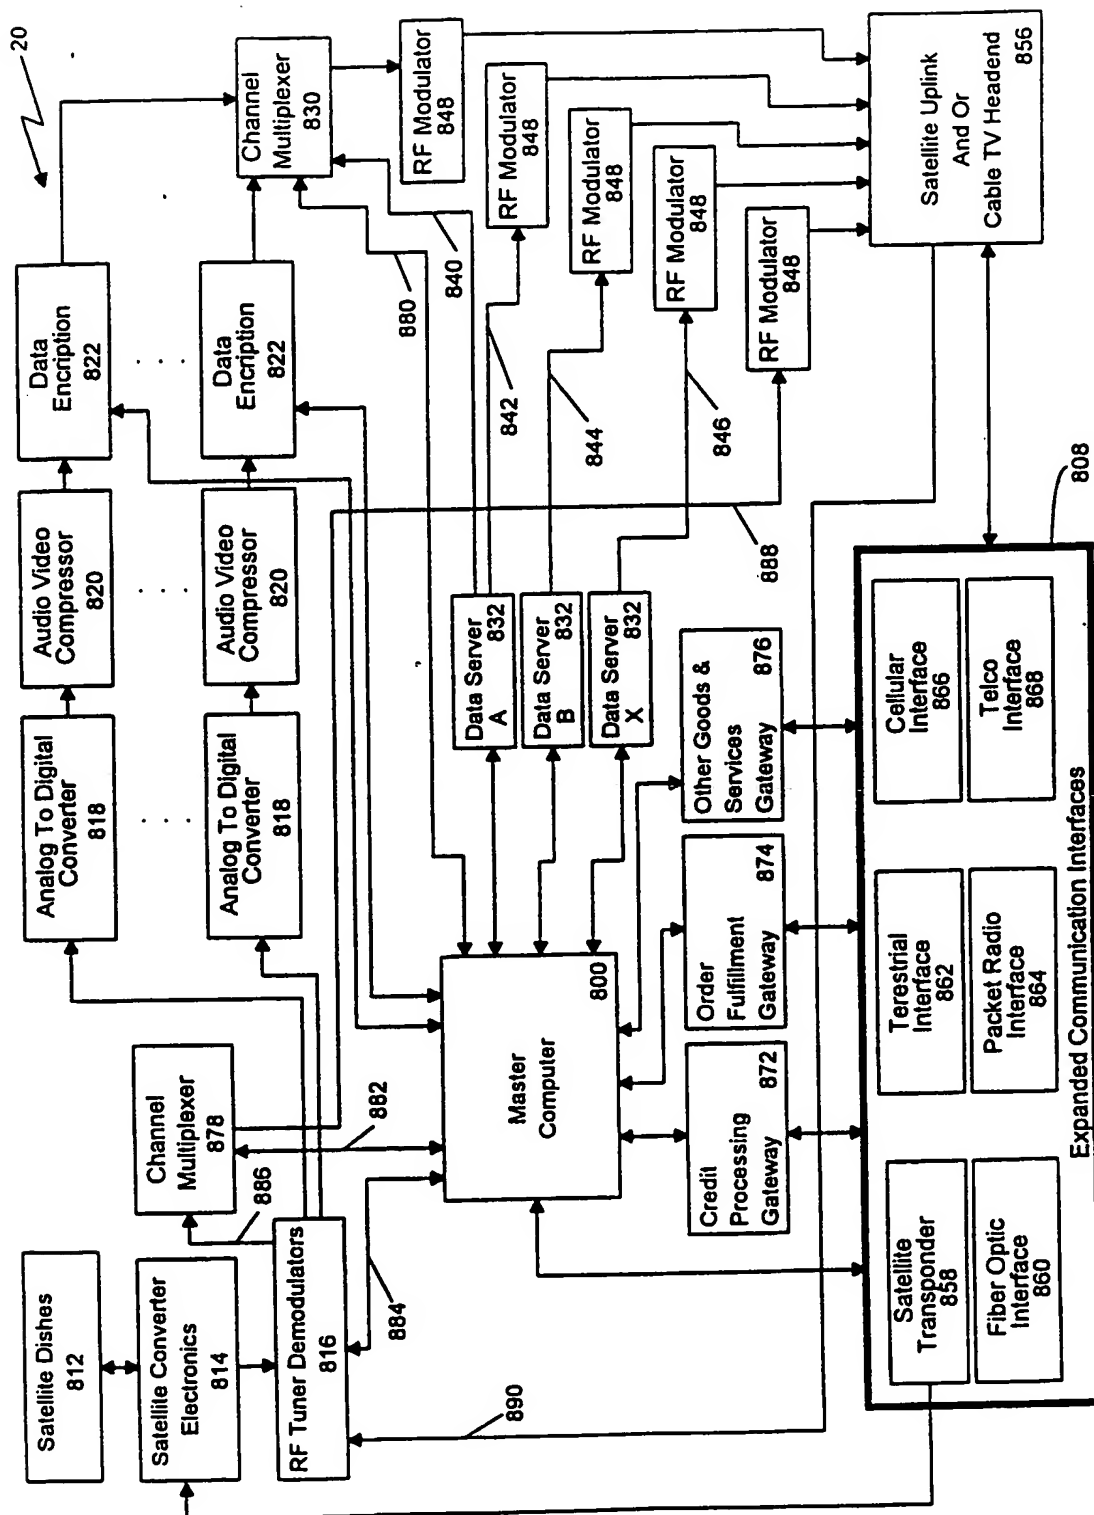 20
Satellite Dishes
812
Satellite Converter
Electronics
814
RF Tuner Demodulators
816
Channel
Multiplexer
878
886
882
884
890
Analog To Digital
Converter
818
. . .
Analog To Digital
Converter
818
Audio Video
Compressor
820
. . .
Audio Video
Compressor
820
Data
Encription
822
. . .
Data
Encription
822
Channel
Multiplexer
830
RF Modulator
848
RF Modulator
848
RF Modulator
848
RF Modulator
848
RF Modulator
848
880
840
842
844
846
888
Master
Computer
800
Data Server
A 832
Data Server
B 832
Data Server
X 832
Credit
Processing
Gateway
872
Order
Fulfillment
Gateway
874
Other Goods &
Services
Gateway
876
Satellite Uplink
And Or
Cable TV Headend
856
808
Satellite
Transponder
858
Fiber Optic
Interface
860
Terestrial
Interface
862
Packet Radio
Interface
864
Cellular
Interface
866
Telco
Interface
868
Expanded Communication Interfaces